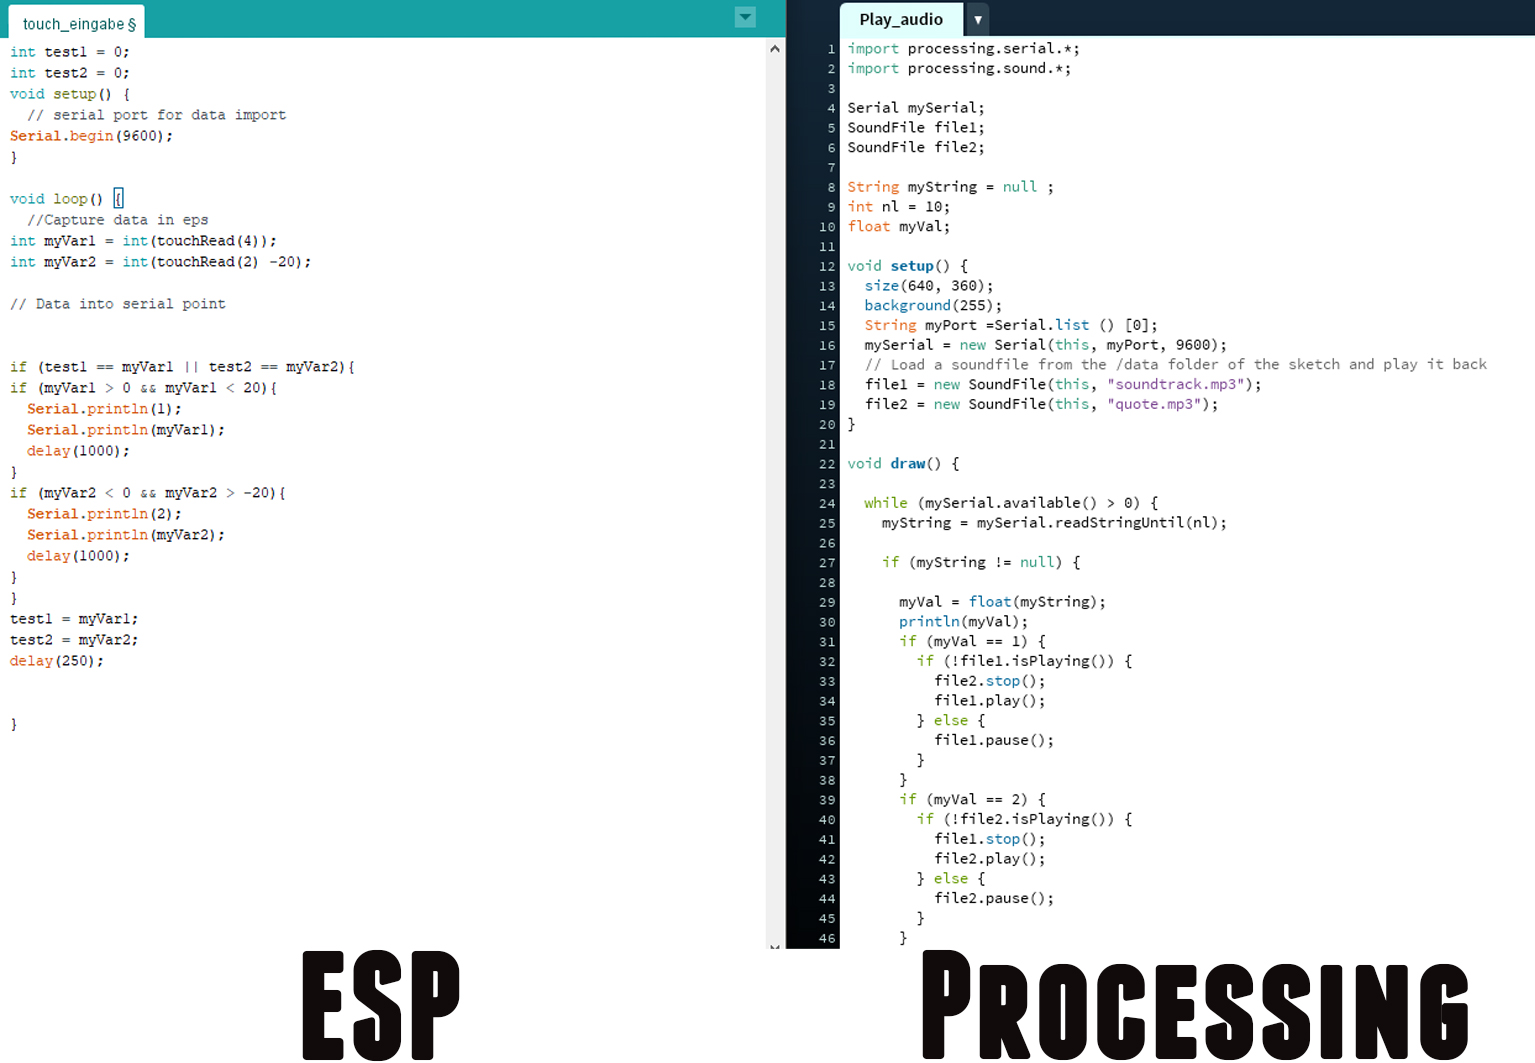 touch_eingabe §
int test1 = 0;
int test2 = 0;
void setup() {
  // serial port for data import
Serial.begin(9600);
}
void loop() {
  //Capture data in eps
int myVar1 = int(touchRead(4));
int myVar2 = int(touchRead(2) -20);
// Data into serial point
if (test1 == myVar1 || test2 == myVar2){
if (myVar1 > 0 && myVar1 < 20){
  Serial.println(1);
  Serial.println(myVar1);
  delay(1000);
}
if (myVar2 < 0 && myVar2 > -20){
  Serial.println(2);
  Serial.println(myVar2);
  delay(1000);
}
}
test1 = myVar1;
test2 = myVar2;
delay(250);
}
ESP
Play_audio
1 import processing.serial.*;
2 import processing.sound.*;
3
4 Serial mySerial;
5 SoundFile file1;
6 SoundFile file2;
7
8 String myString = null ;
9 int nl = 10;
10 float myVal;
11
12 void setup() {
13   size(640, 360);
14   background(255);
15   String myPort =Serial.list () [0];
16   mySerial = new Serial(this, myPort, 9600);
17   // Load a soundfile from the /data folder of the sketch and play it back
18   file1 = new SoundFile(this, "soundtrack.mp3");
19   file2 = new SoundFile(this, "quote.mp3");
20 }
21
22 void draw() {
23
24   while (mySerial.available() > 0) {
25     myString = mySerial.readStringUntil(nl);
26
27     if (myString != null) {
28
29       myVal = float(myString);
30       println(myVal);
31       if (myVal == 1) {
32         if (!file1.isPlaying()) {
33           file2.stop();
34           file1.play();
35         } else {
36           file1.pause();
37         }
38       }
39       if (myVal == 2) {
40         if (!file2.isPlaying()) {
41           file1.stop();
42           file2.play();
43         } else {
44           file2.pause();
45         }
46       }
PROCESSING